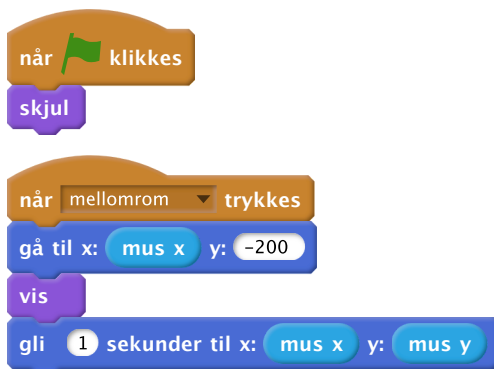 når klikkes
skjul
når mellomrom trykkes
gå til x: mus x y: -200
vis
gli 1 sekunder til x: mus x y: mus y